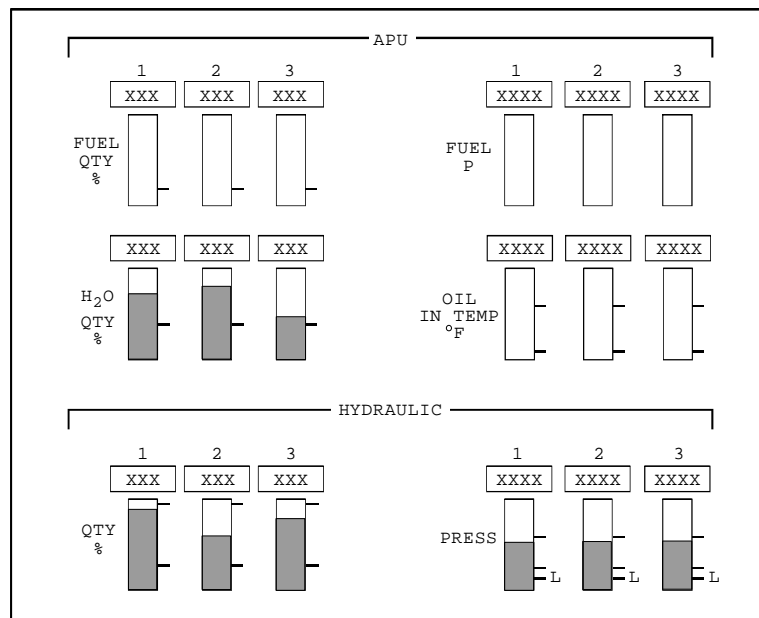 APU
1 2 3 1 2 3
XXX XXX XXX XXXX XXXX XXXX
FUEL
QTY
%
FUEL
P
XXX XXX XXX XXXX XXXX XXXX
H₂O
QTY
%
OIL
IN TEMP
°F
HYDRAULIC
1 2 3 1 2 3
XXX XXX XXX XXXX XXXX XXXX
QTY
%
PRESS
L L L